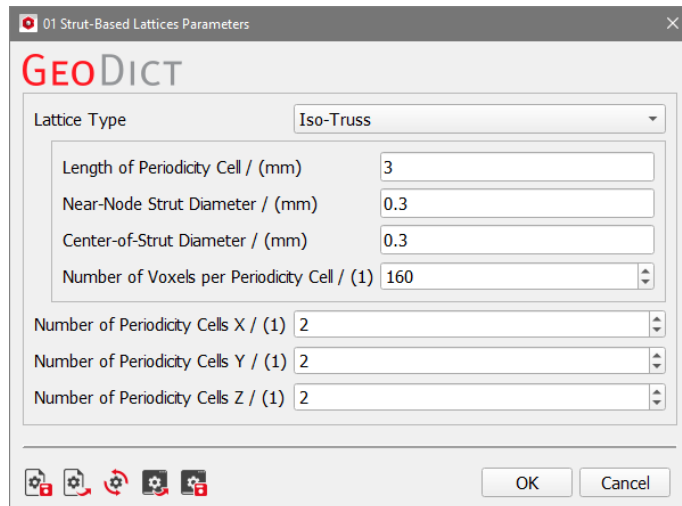 01 Strut-Based Lattices Parameters
GEODICT
Lattice Type Iso-Truss
Length of Periodicity Cell / (mm) 3
Near-Node Strut Diameter / (mm) 0.3
Center-of-Strut Diameter / (mm) 0.3
Number of Voxels per Periodicity Cell / (1) 160
Number of Periodicity Cells X / (1) 2
Number of Periodicity Cells Y / (1) 2
Number of Periodicity Cells Z / (1) 2
OK Cancel